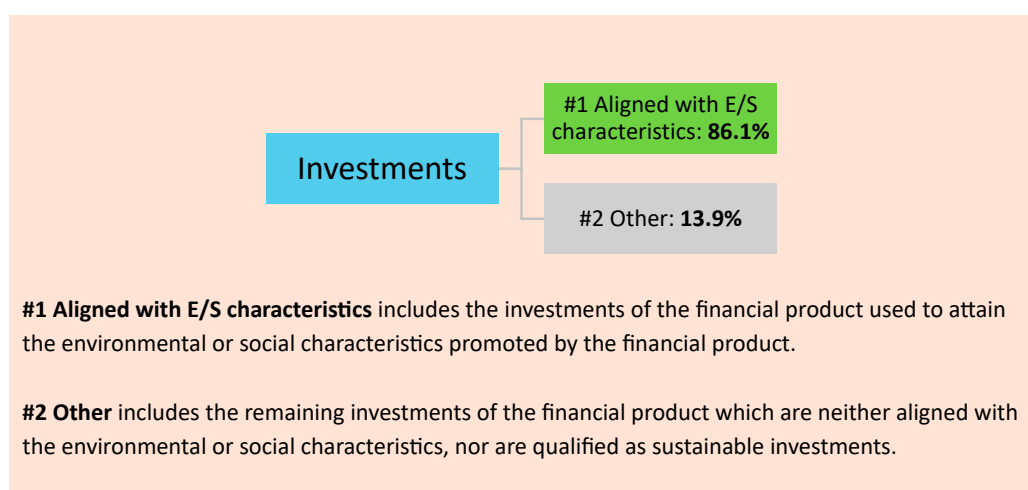 #1 Aligned with E/S
characteristics: 86.1%
Investments
#2 Other: 13.9%
#1 Aligned with E/S characteristics includes the investments of the financial product used to attain
the environmental or social characteristics promoted by the financial product.
#2 Other includes the remaining investments of the financial product which are neither aligned with
the environmental or social characteristics, nor are qualified as sustainable investments.